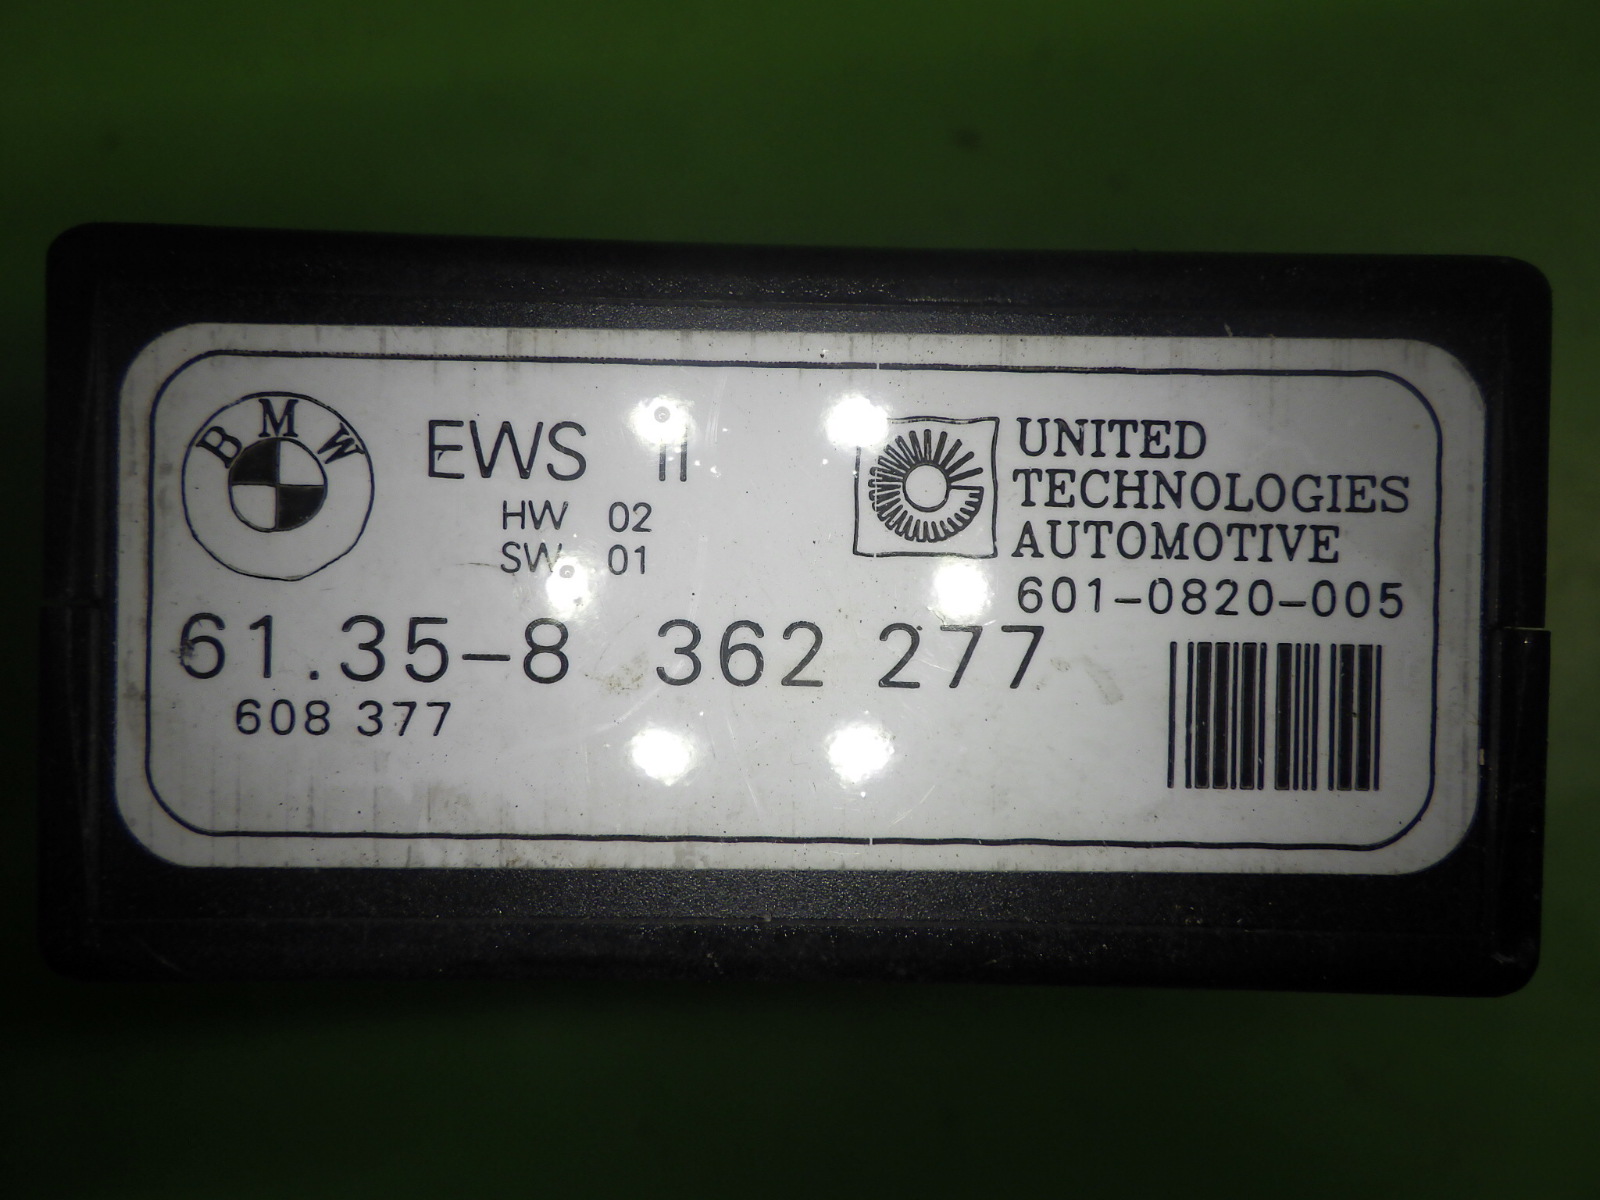 BMW
EWS II
HW 02
SW 01
UNITED
TECHNOLOGIES
AUTOMOTIVE
601-0820-005
61.35-8 362 277
608 377